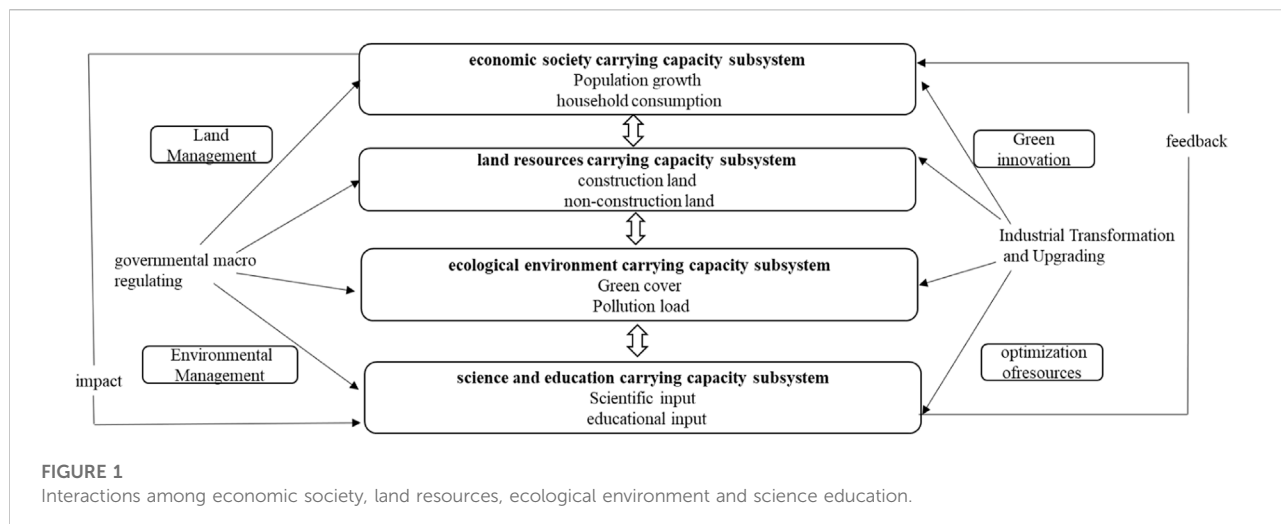 economic society carrying capacity subsystem
Population growth
household consumption
Land
Management
Green
innovation
feedback
land resources carrying capacity subsystem
construction land
non-construction land
governmental macro
regulating
Industrial Transformation
and Upgrading
ecological environment carrying capacity subsystem
Green cover
Pollution load
Environmental
Management
optimization
ofresources
impact
science and education carrying capacity subsystem
Scientific input
educational input
FIGURE 1
Interactions among economic society, land resources, ecological environment and science education.